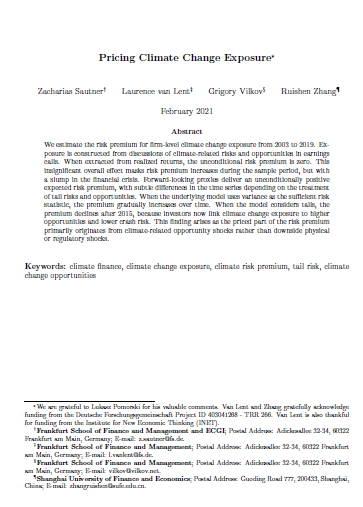 Pricing Climate Change Exposure*
Zacharias Sautner† Laurence van Lent‡ Grigory Vilkov§ Ruishen Zhang¶
February 2021
Abstract
We estimate the risk premium for firm-level climate change exposure from 2003 to 2019. Ex-
posure is constructed from discussions of climate-related risks and opportunities in earnings
calls. When extracted from realized returns, the unconditional risk premium is zero. This
insignificant overall effect masks risk premium increases during the sample period, but with
a slump in the financial crisis. Forward-looking proxies deliver an unconditionally positive
expected risk premium, with subtle differences in the time series depending on the treatment
of tail risks and opportunities. When the underlying model uses variance as the sufficient risk
statistic, the premium gradually increases over time. When the model considers tails, the
premium declines after 2015, because investors now link climate change exposure to higher
opportunities and lower crash risk. This finding arises as the priced part of the risk premium
primarily originates from climate-related opportunity shocks rather than downside physical
or regulatory shocks.
Keywords: climate finance, climate change exposure, climate risk premium, tail risk, climate
change opportunities
*We are grateful to Lukasz Pomorski for his valuable comments. Van Lent and Zhang gratefully acknowledge
funding from the Deutsche Forschungsgemeinschaft Project ID 403041268 - TRR 266. Van Lent is also thankful
for funding from the Institute for New Economic Thinking (INET).
†Frankfurt School of Finance and Management and ECGI; Postal Address: Adickesallee 32-34, 60322
Frankfurt am Main, Germany; E-mail: z.sautner@fs.de.
‡Frankfurt School of Finance and Management; Postal Address: Adickesallee 32-34, 60322 Frankfurt
am Main, Germany; E-mail: l.vanlent@fs.de.
§Frankfurt School of Finance and Management; Postal Address: Adickesallee 32-34, 60322 Frankfurt
am Main, Germany; E-mail: vilkov@vilkov.net.
¶Shanghai University of Finance and Economics; Postal Address: Guoding Road 777, 200433, Shanghai,
China; E-mail: zhangruishen@sufe.edu.cn.